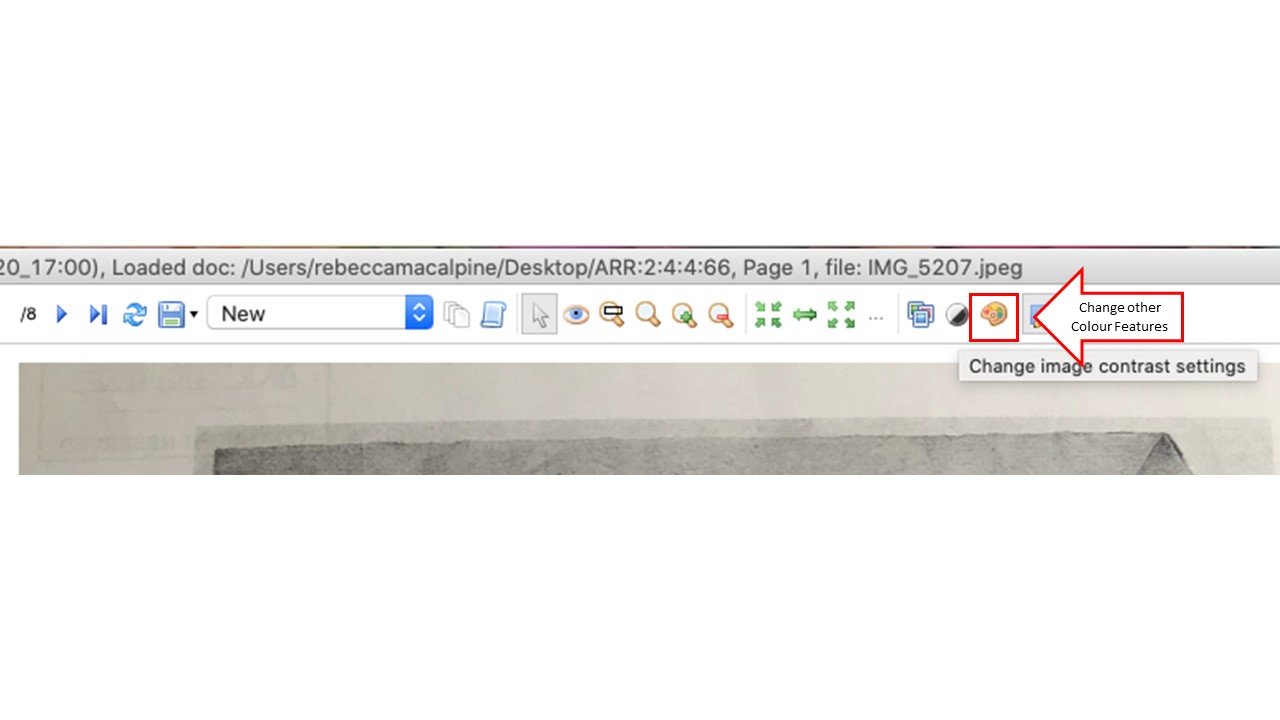 20_17:00), Loaded doc: /Users/rebeccamacalpine/Desktop/ARR:2:4:4:66, Page 1, file: IMG_5207.jpeg
/8 New ...
Change other
Colour Features
Change image contrast settings